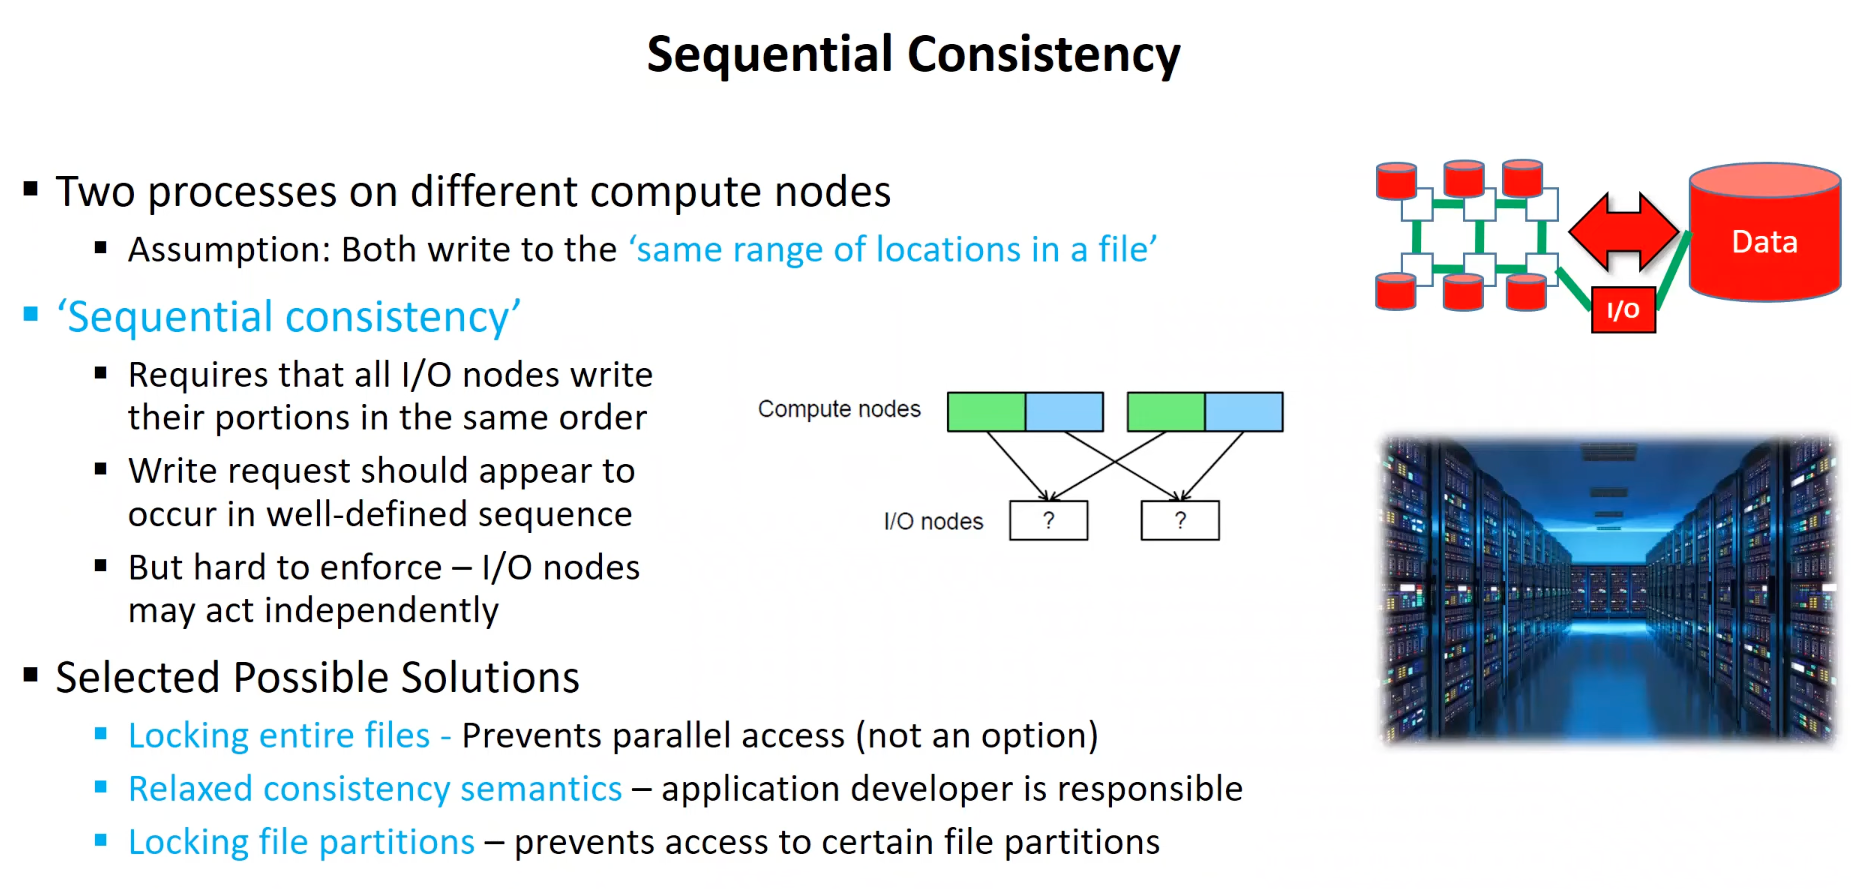 Sequential Consistency
▪ Two processes on different compute nodes
▪ Assumption: Both write to the ‘same range of locations in a file’
▪ ‘Sequential consistency’
▪ Requires that all I/O nodes write
their portions in the same order
▪ Write request should appear to
occur in well-defined sequence
▪ But hard to enforce – I/O nodes
may act independently
▪ Selected Possible Solutions
▪ Locking entire files - Prevents parallel access (not an option)
▪ Relaxed consistency semantics – application developer is responsible
▪ Locking file partitions – prevents access to certain file partitions
Compute nodes
I/O nodes
?
?
Data
I/O